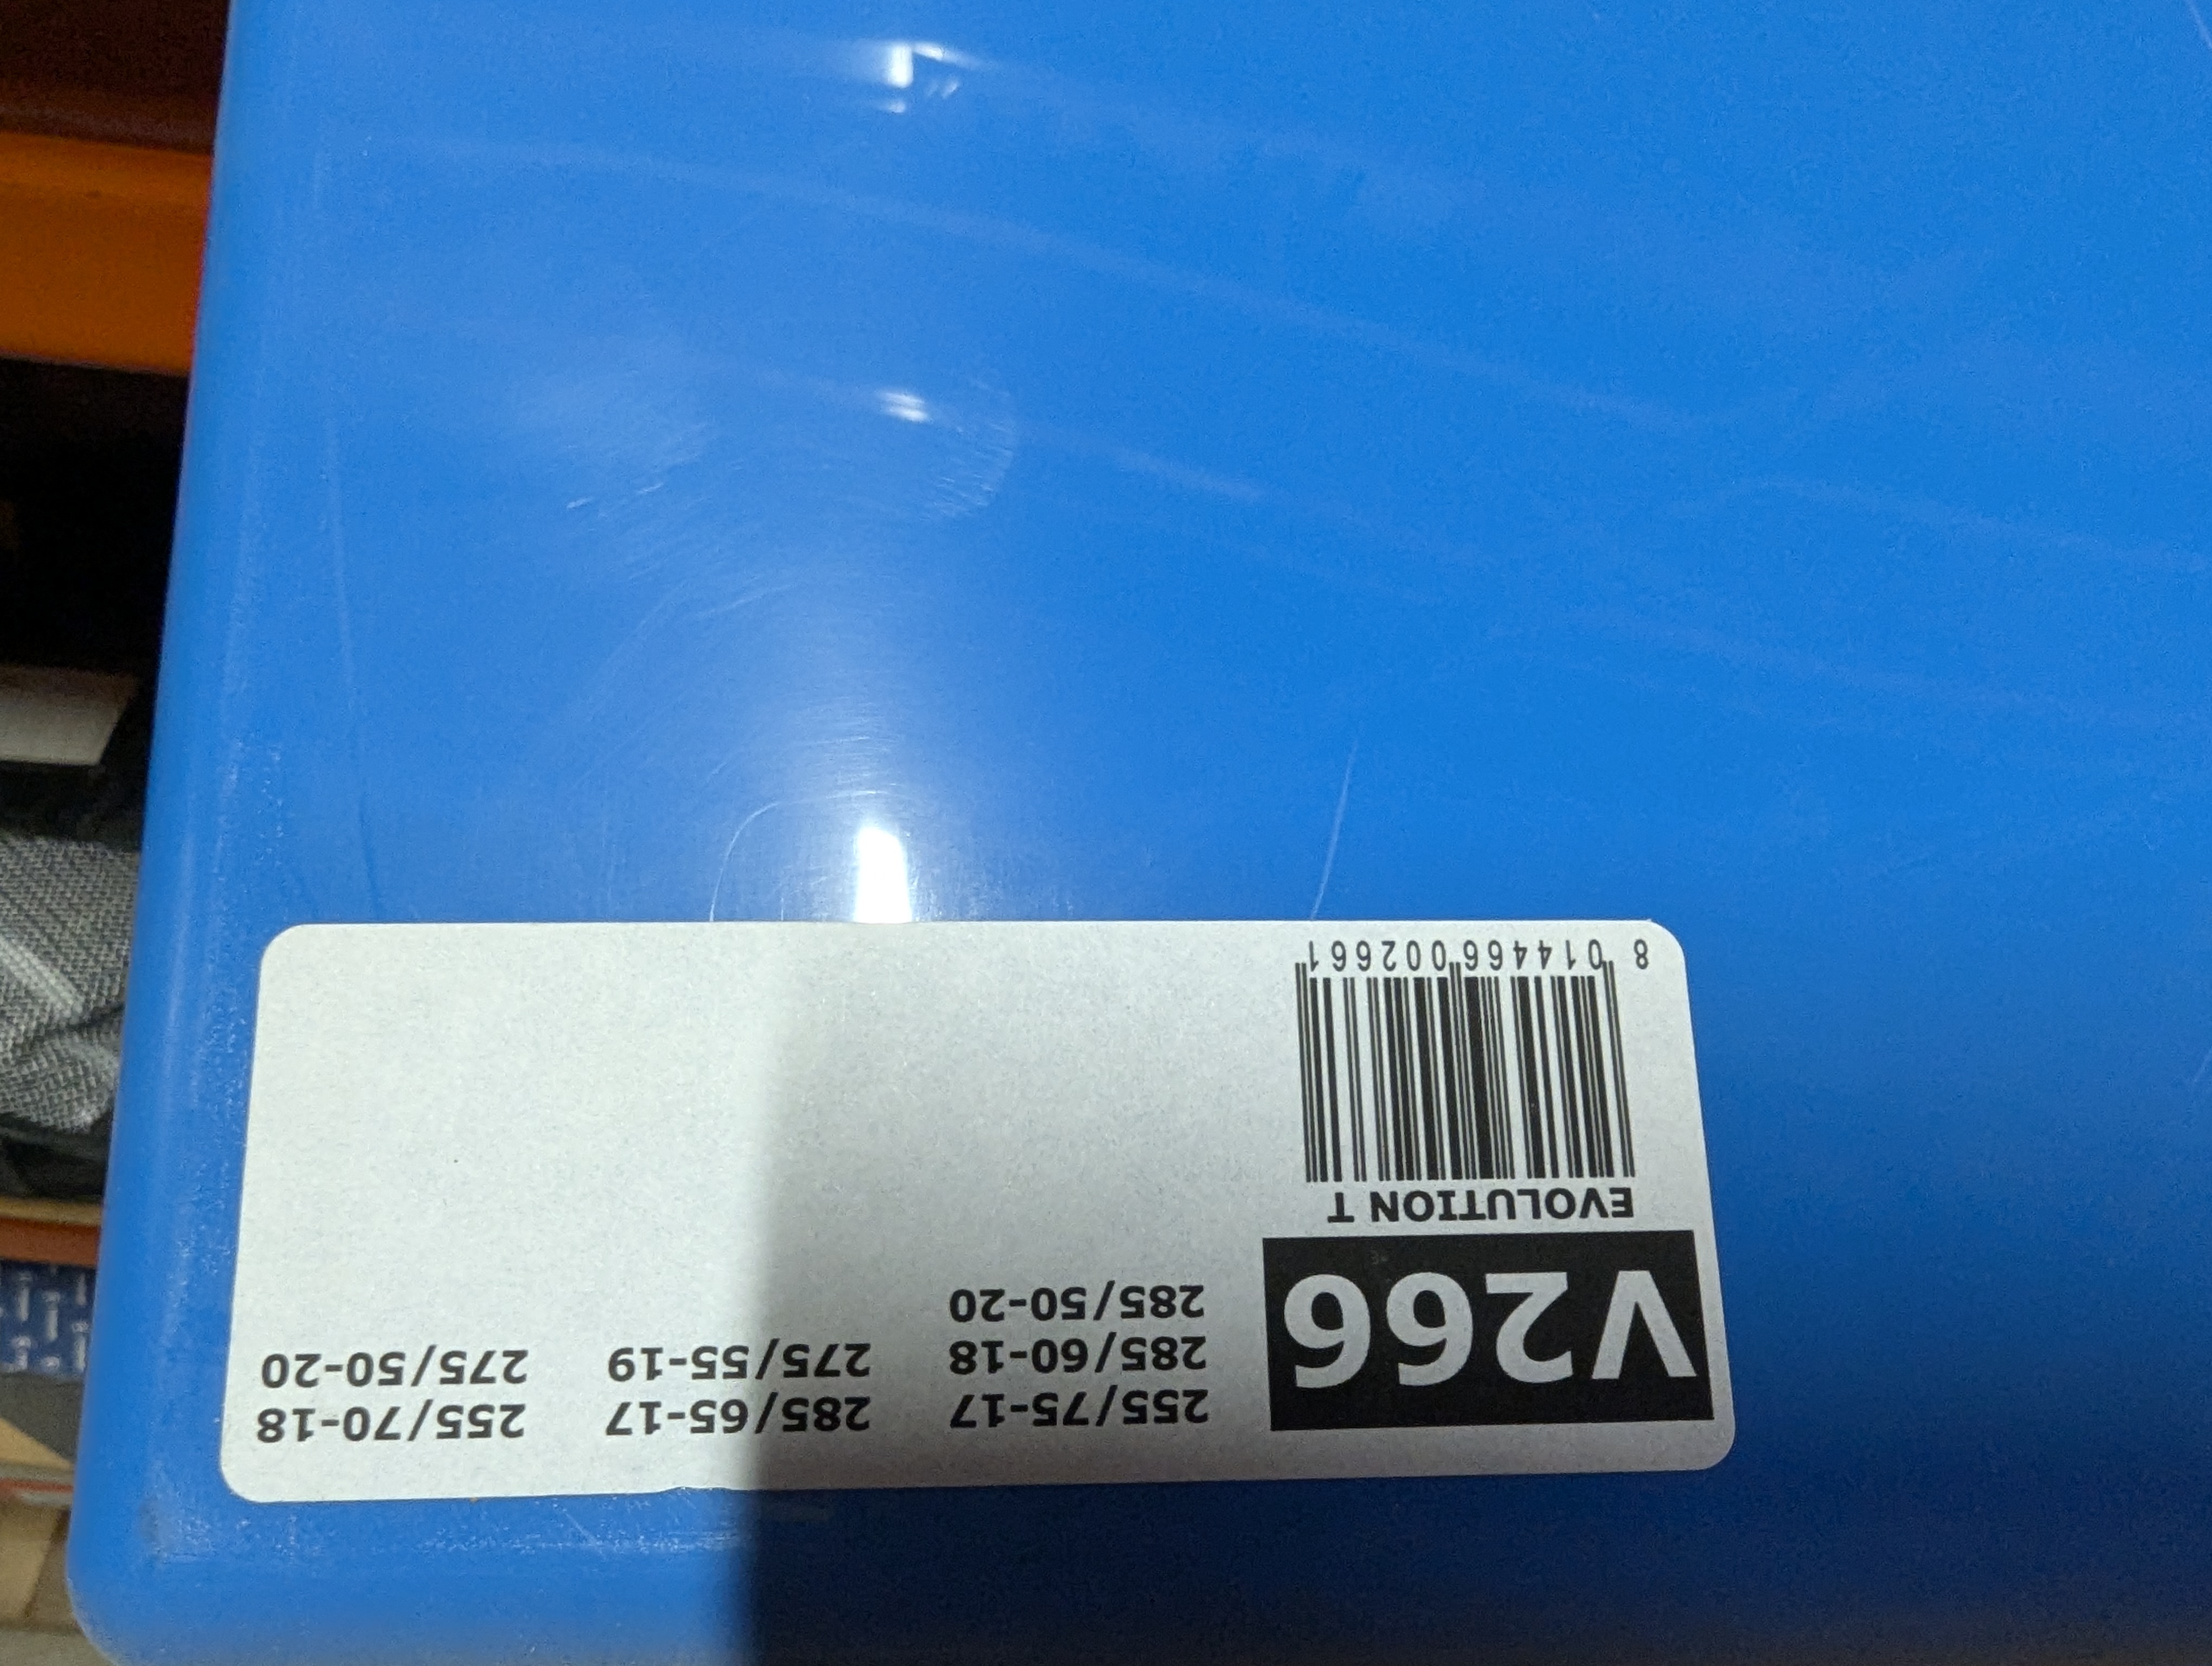 V266
EVOLUTION T
8 014466 002661
255/75-17 285/65-17 255/70-18
285/60-18 275/55-19 275/50-20
285/50-20